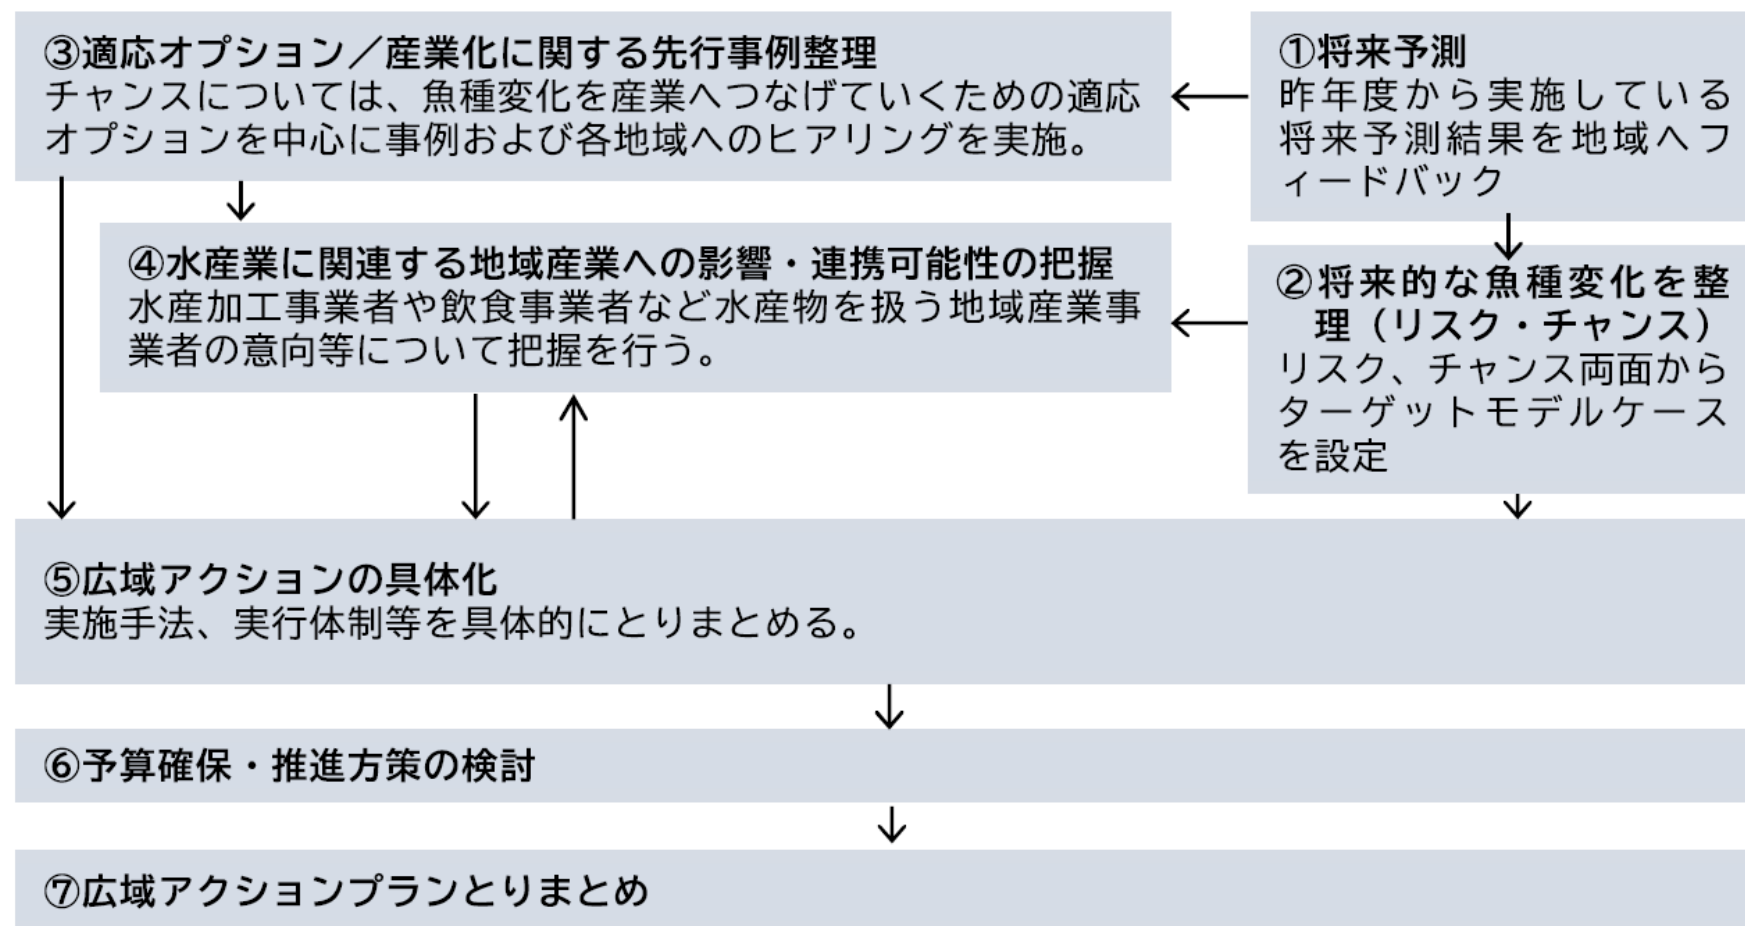 ③適応オプション／産業化に関する先行事例整理
チャンスについては、魚種変化を産業へつなげていくための適応
オプションを中心に事例および各地域へのヒアリングを実施。
①将来予測
昨年度から実施している
将来予測結果を地域へフ
ィードバック
④水産業に関連する地域産業への影響・連携可能性の把握
水産加工事業者や飲食事業者など水産物を扱う地域産業事
業者の意向等について把握を行う。
②将来的な魚種変化を整
理（リスク・チャンス）
リスク、チャンス両面から
ターゲットモデルケース
を設定
⑤広域アクションの具体化
実施手法、実行体制等を具体的にとりまとめる。
⑥予算確保・推進方策の検討
⑦広域アクションプランとりまとめ